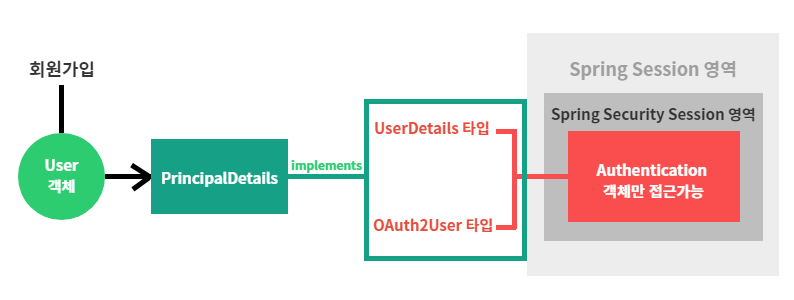 회원가입
User
객체
PrincipalDetails
implements
UserDetails 타입
OAuth2User 타입
Spring Session 영역
Spring Security Session 영역
Authentication
객체만 접근가능